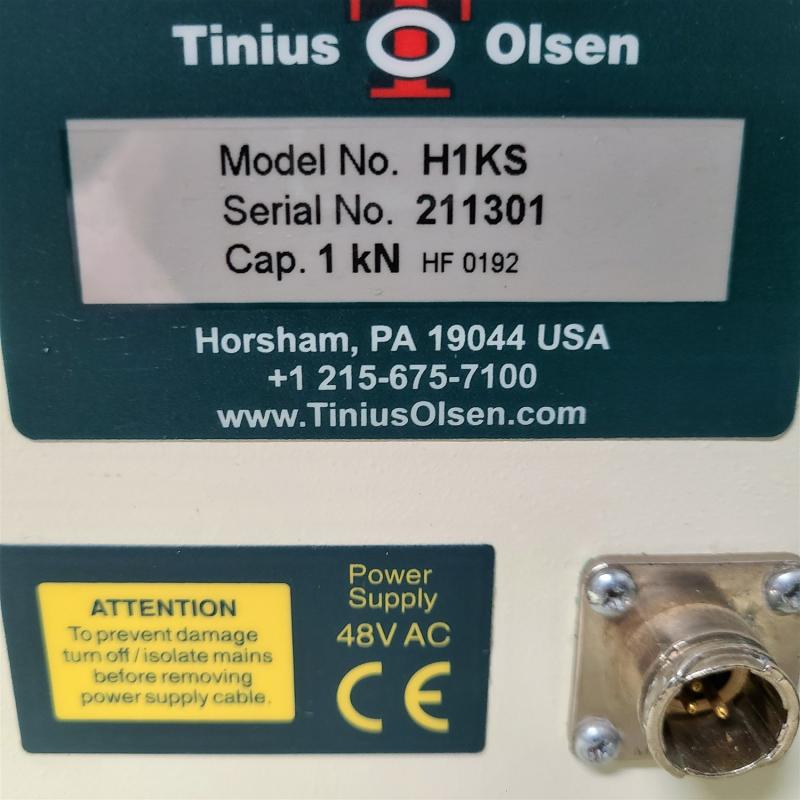 Tinius Olsen
Model No. H1KS
Serial No. 211301
Cap. 1 kN HF 0192
Horsham, PA 19044 USA
+1 215-675-7100
www.TiniusOlsen.com
ATTENTION
To prevent damage
turn off / isolate mains
before removing
power supply cable.
Power
Supply
48V AC
CE